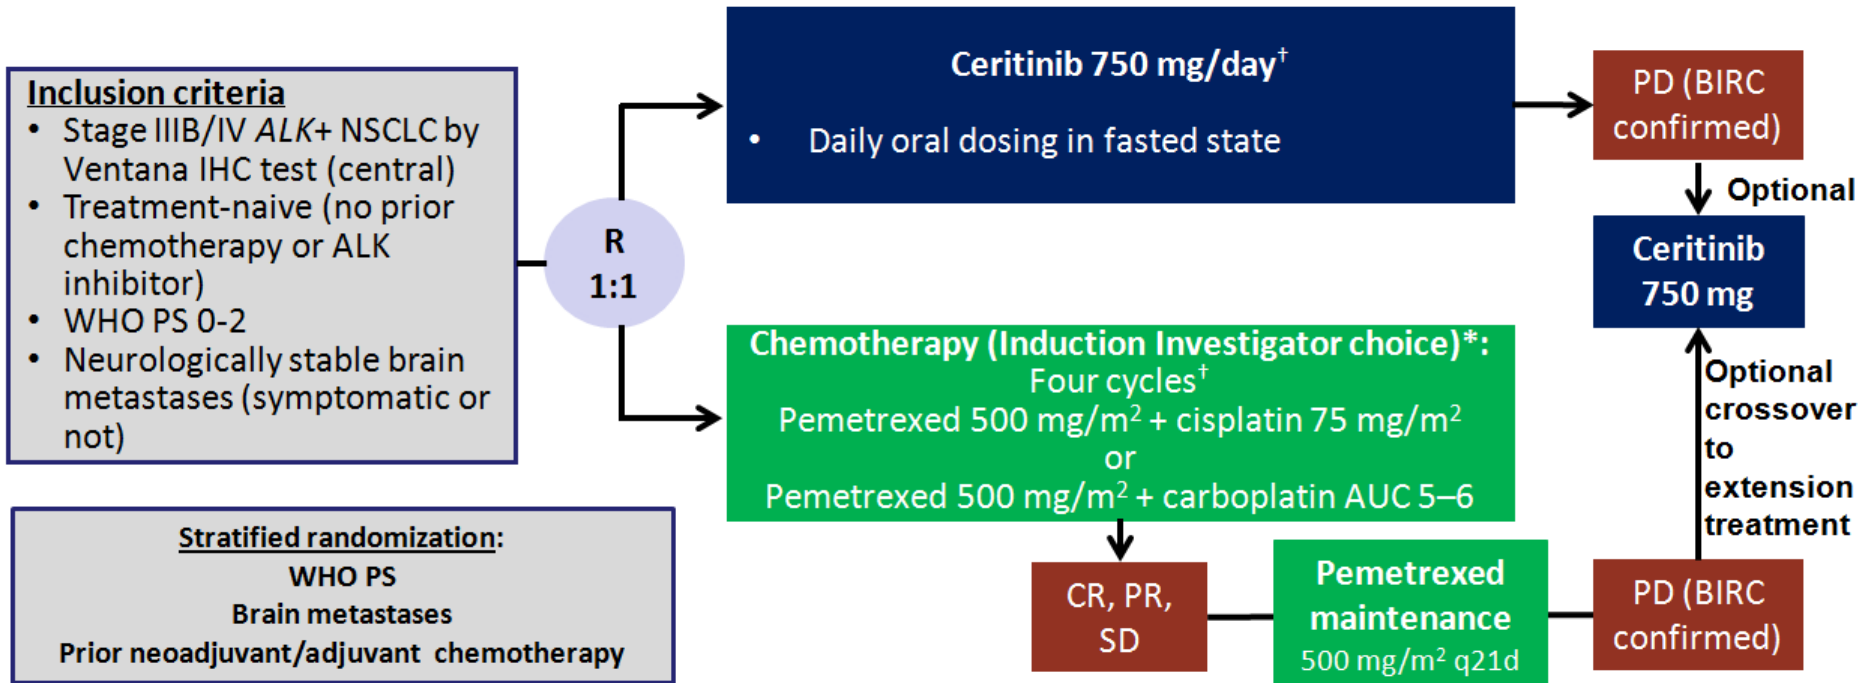 Inclusion criteria
• Stage IIIB/IV ALK+ NSCLC by
Ventana IHC test (central)
• Treatment-naive (no prior
chemotherapy or ALK
inhibitor)
• WHO PS 0-2
• Neurologically stable brain
metastases (symptomatic or
not)
Stratified randomization:
WHO PS
Brain metastases
Prior neoadjuvant/adjuvant chemotherapy
R
1:1
Ceritinib 750 mg/day†
• Daily oral dosing in fasted state
PD (BIRC
confirmed)
Optional
Ceritinib
750 mg
Chemotherapy (Induction Investigator choice)*:
Four cycles†
Pemetrexed 500 mg/m² + cisplatin 75 mg/m²
or
Pemetrexed 500 mg/m² + carboplatin AUC 5–6
CR, PR,
SD
Pemetrexed
maintenance
500 mg/m² q21d
PD (BIRC
confirmed)
Optional
crossover
to
extension
treatment